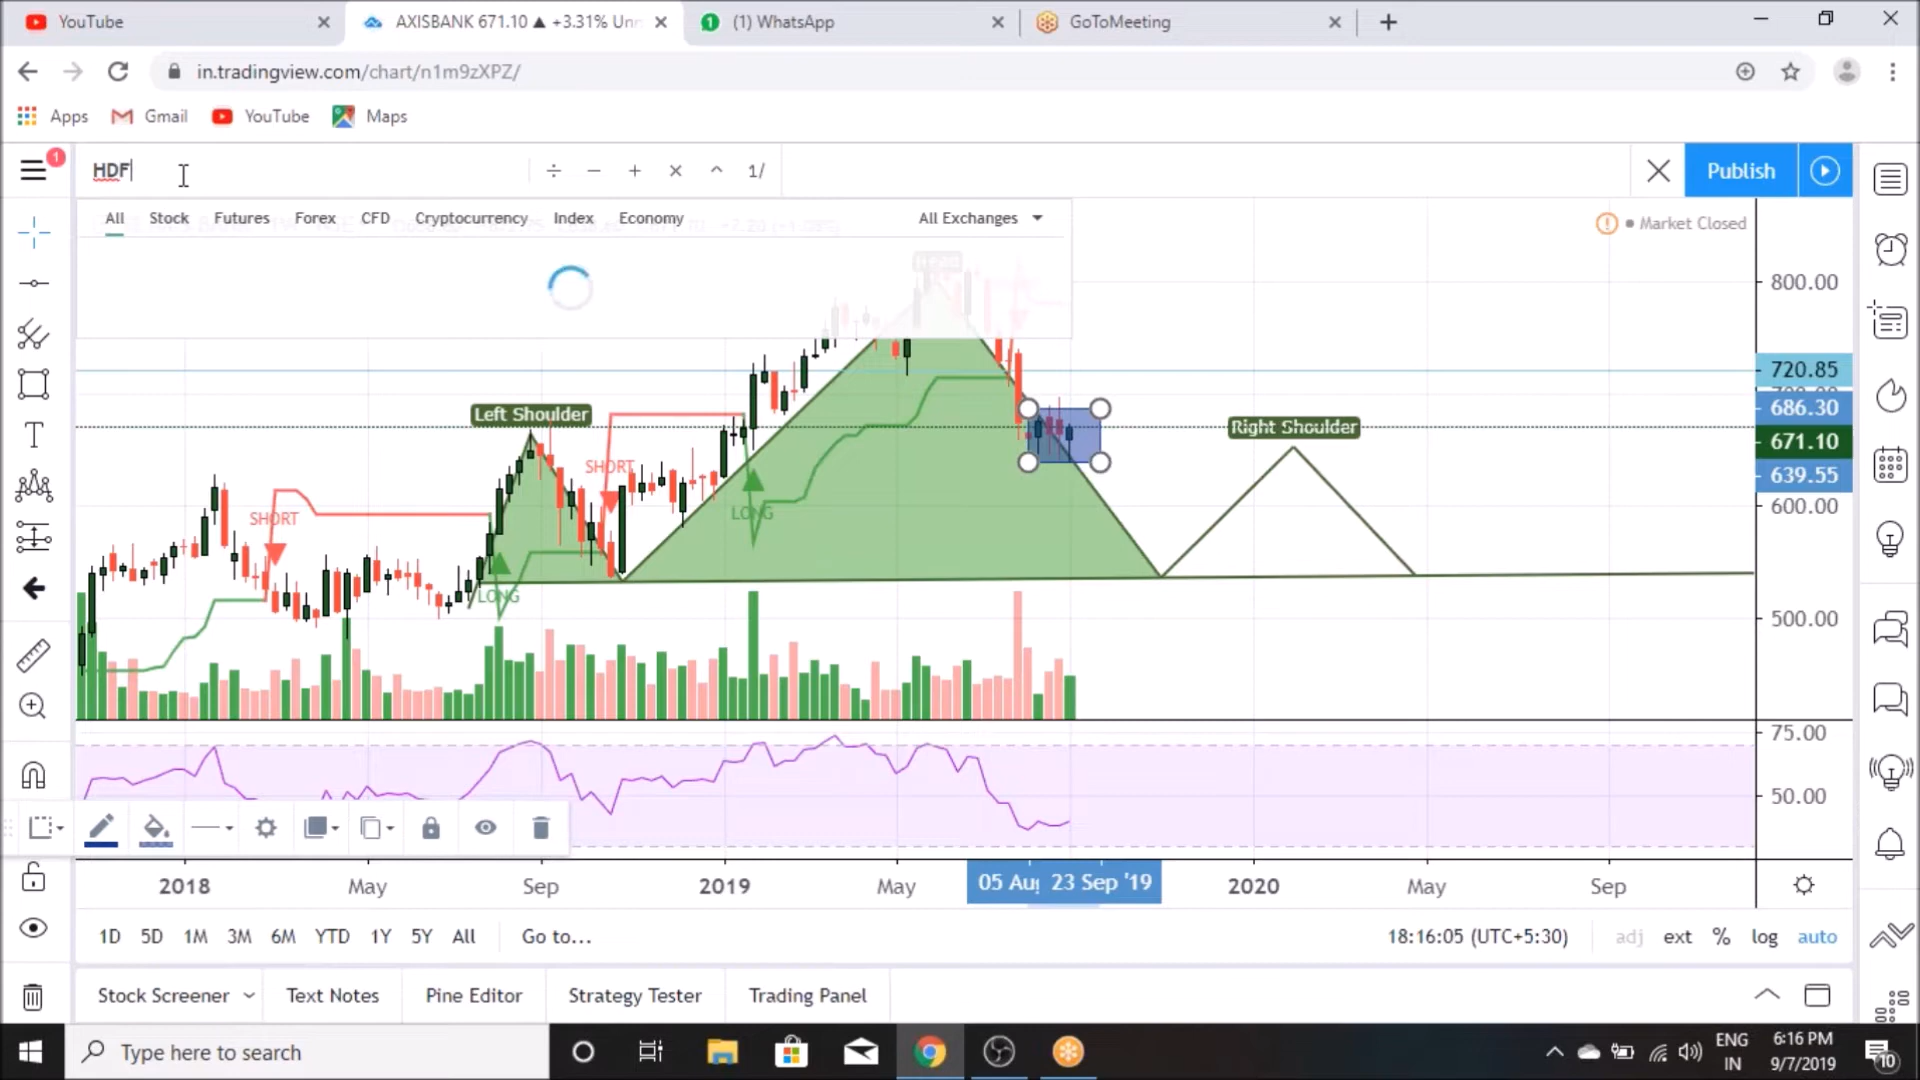 YouTube
AXISBANK 671.10 ▲ +3.31% Unn
1
(1) WhatsApp
GoToMeeting
in.tradingview.com/chart/n1m9zXPZ/
Apps
Gmail
YouTube
Maps
1
HDF
÷ − + × ^ 1/
Publish
All Stock Futures Forex CFD Cryptocurrency Index Economy All Exchanges
Market Closed
Head
800.00
720.85
686.30
671.10
639.55
600.00
500.00
Left Shoulder
Right Shoulder
SHORT
SHORT
LONG
LONG
75.00
50.00
2018 May Sep 2019 May 05 Aug 23 Sep '19 2020 May Sep
1D 5D 1M 3M 6M YTD 1Y 5Y All Go to...
18:16:05 (UTC+5:30) adj ext % log auto
Stock Screener Text Notes Pine Editor Strategy Tester Trading Panel
Type here to search
ENG
IN
6:16 PM
9/7/2019
10